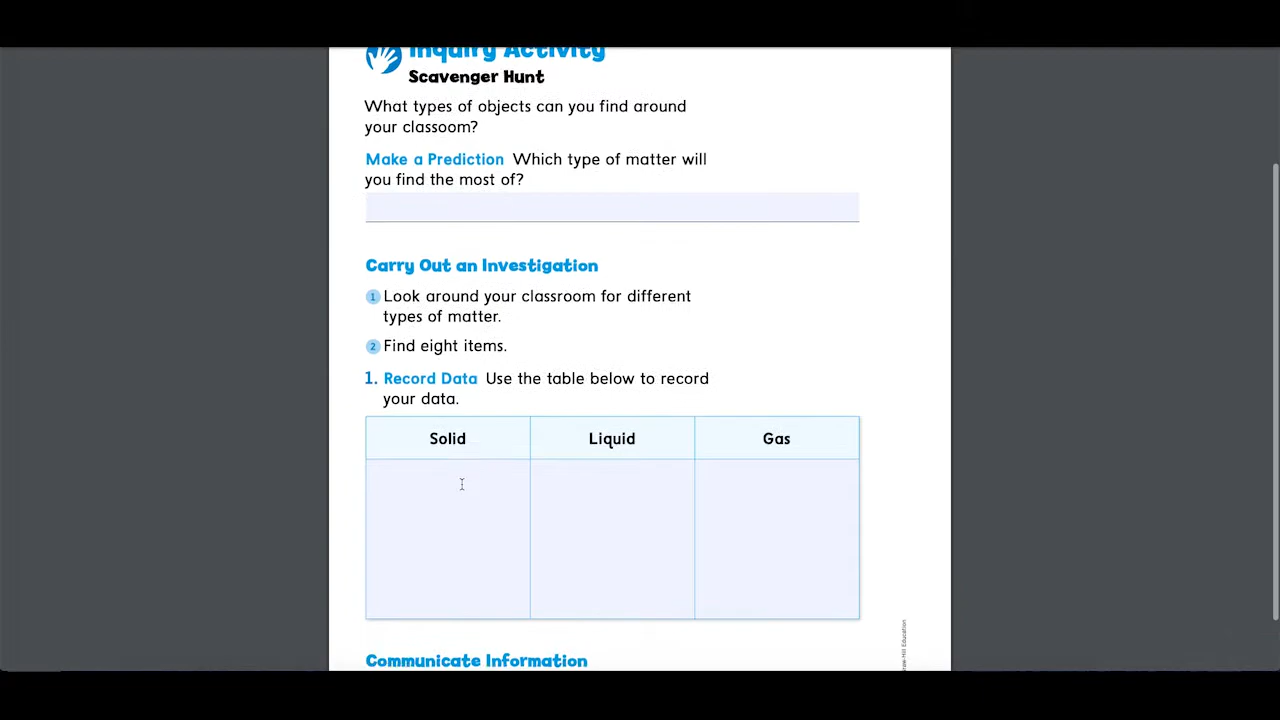 Inquiry Activity
Scavenger Hunt
What types of objects can you find around
your classoom?
Make a Prediction Which type of matter will
you find the most of?
Carry Out an Investigation
1 Look around your classroom for different
types of matter.
2 Find eight items.
1. Record Data Use the table below to record
your data.
Solid Liquid Gas
Communicate Information
raw-Hill Education